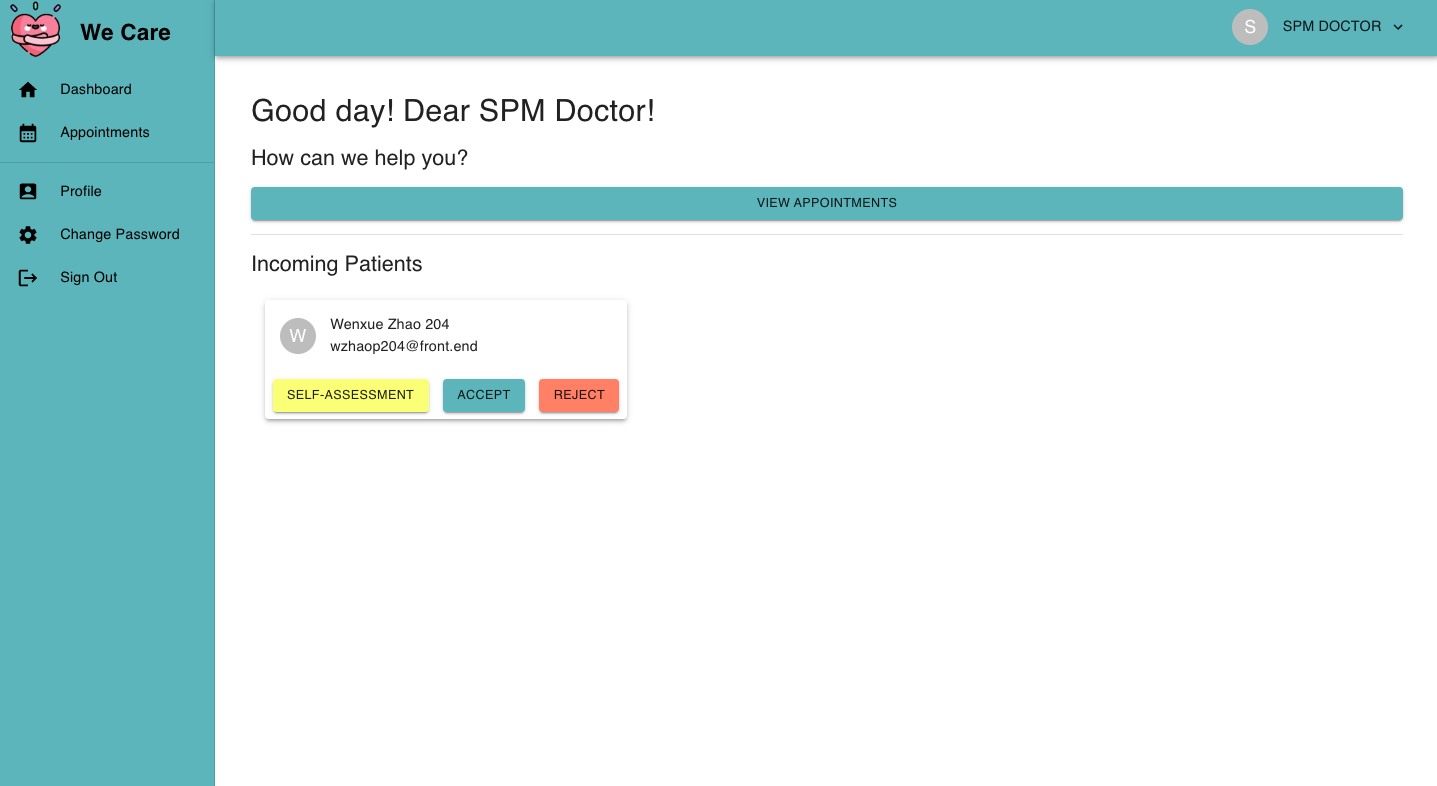 We Care
S
SPM DOCTOR
Dashboard
Appointments
Profile
Change Password
Sign Out
Good day! Dear SPM Doctor!
How can we help you?
VIEW APPOINTMENTS
Incoming Patients
W
Wenxue Zhao 204
wzhaop204@front.end
SELF-ASSESSMENT
ACCEPT
REJECT